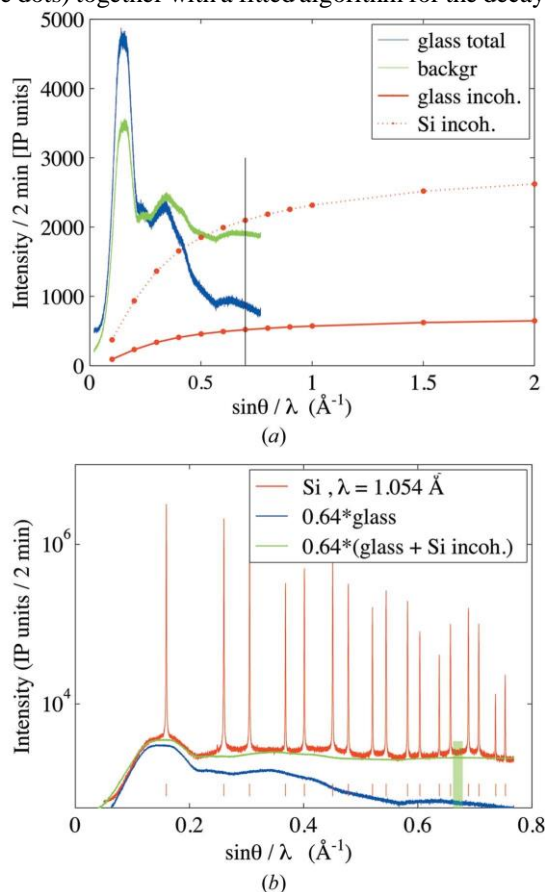 e dots) together with a fitted algorithm for the decay
5000
4000
3000
2000
1000
0
Intensity / 2 min [IP units]
glass total
backgr
glass incoh.
Si incoh.
0 0.5 1 1.5 2
sinθ / λ (Å⁻¹)
(a)
10⁶
10⁴
Intensity (IP units / 2 min)
Si , λ = 1.054 Å
0.64*glass
0.64*(glass + Si incoh.)
0 0.2 0.4 0.6 0.8
sinθ / λ (Å⁻¹)
(b)